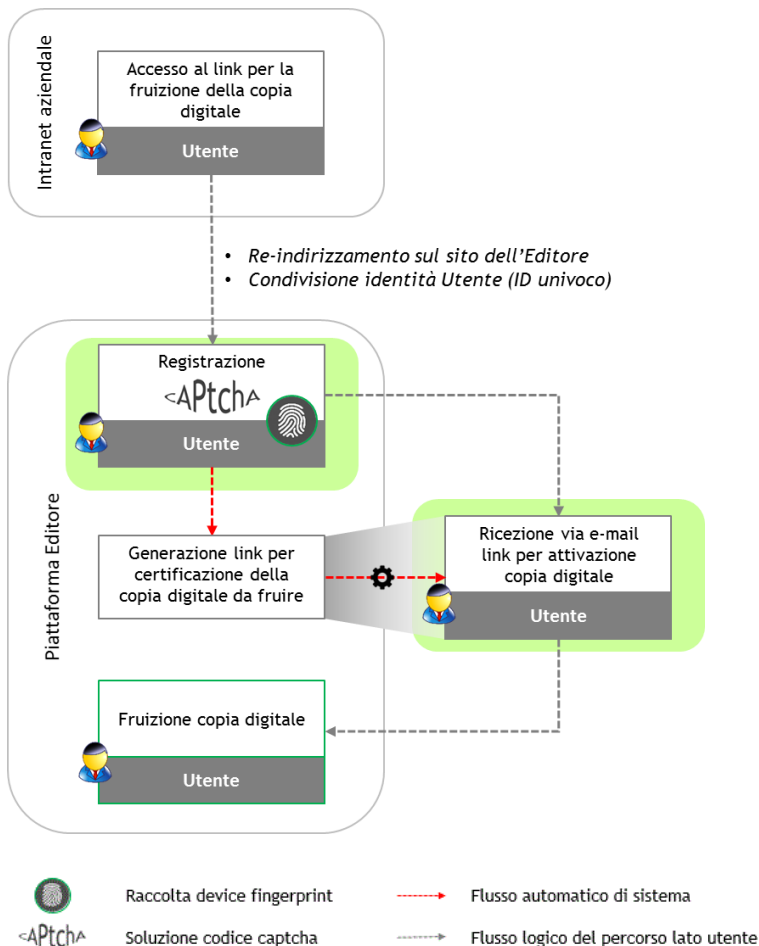 Intranet aziendale
Accesso al link per la
fruizione della copia
digitale
Utente
• Re-indirizzamento sul sito dell’Editore
• Condivisione identità Utente (ID univoco)
Piattaforma Editore
Registrazione
<APtchA
Utente
Generazione link per
certificazione della
copia digitale da fruire
Ricezione via e-mail
link per attivazione
copia digitale
Utente
Fruizione copia digitale
Utente
Raccolta device fingerprint
Flusso automatico di sistema
<APtchA
Soluzione codice captcha
Flusso logico del percorso lato utente